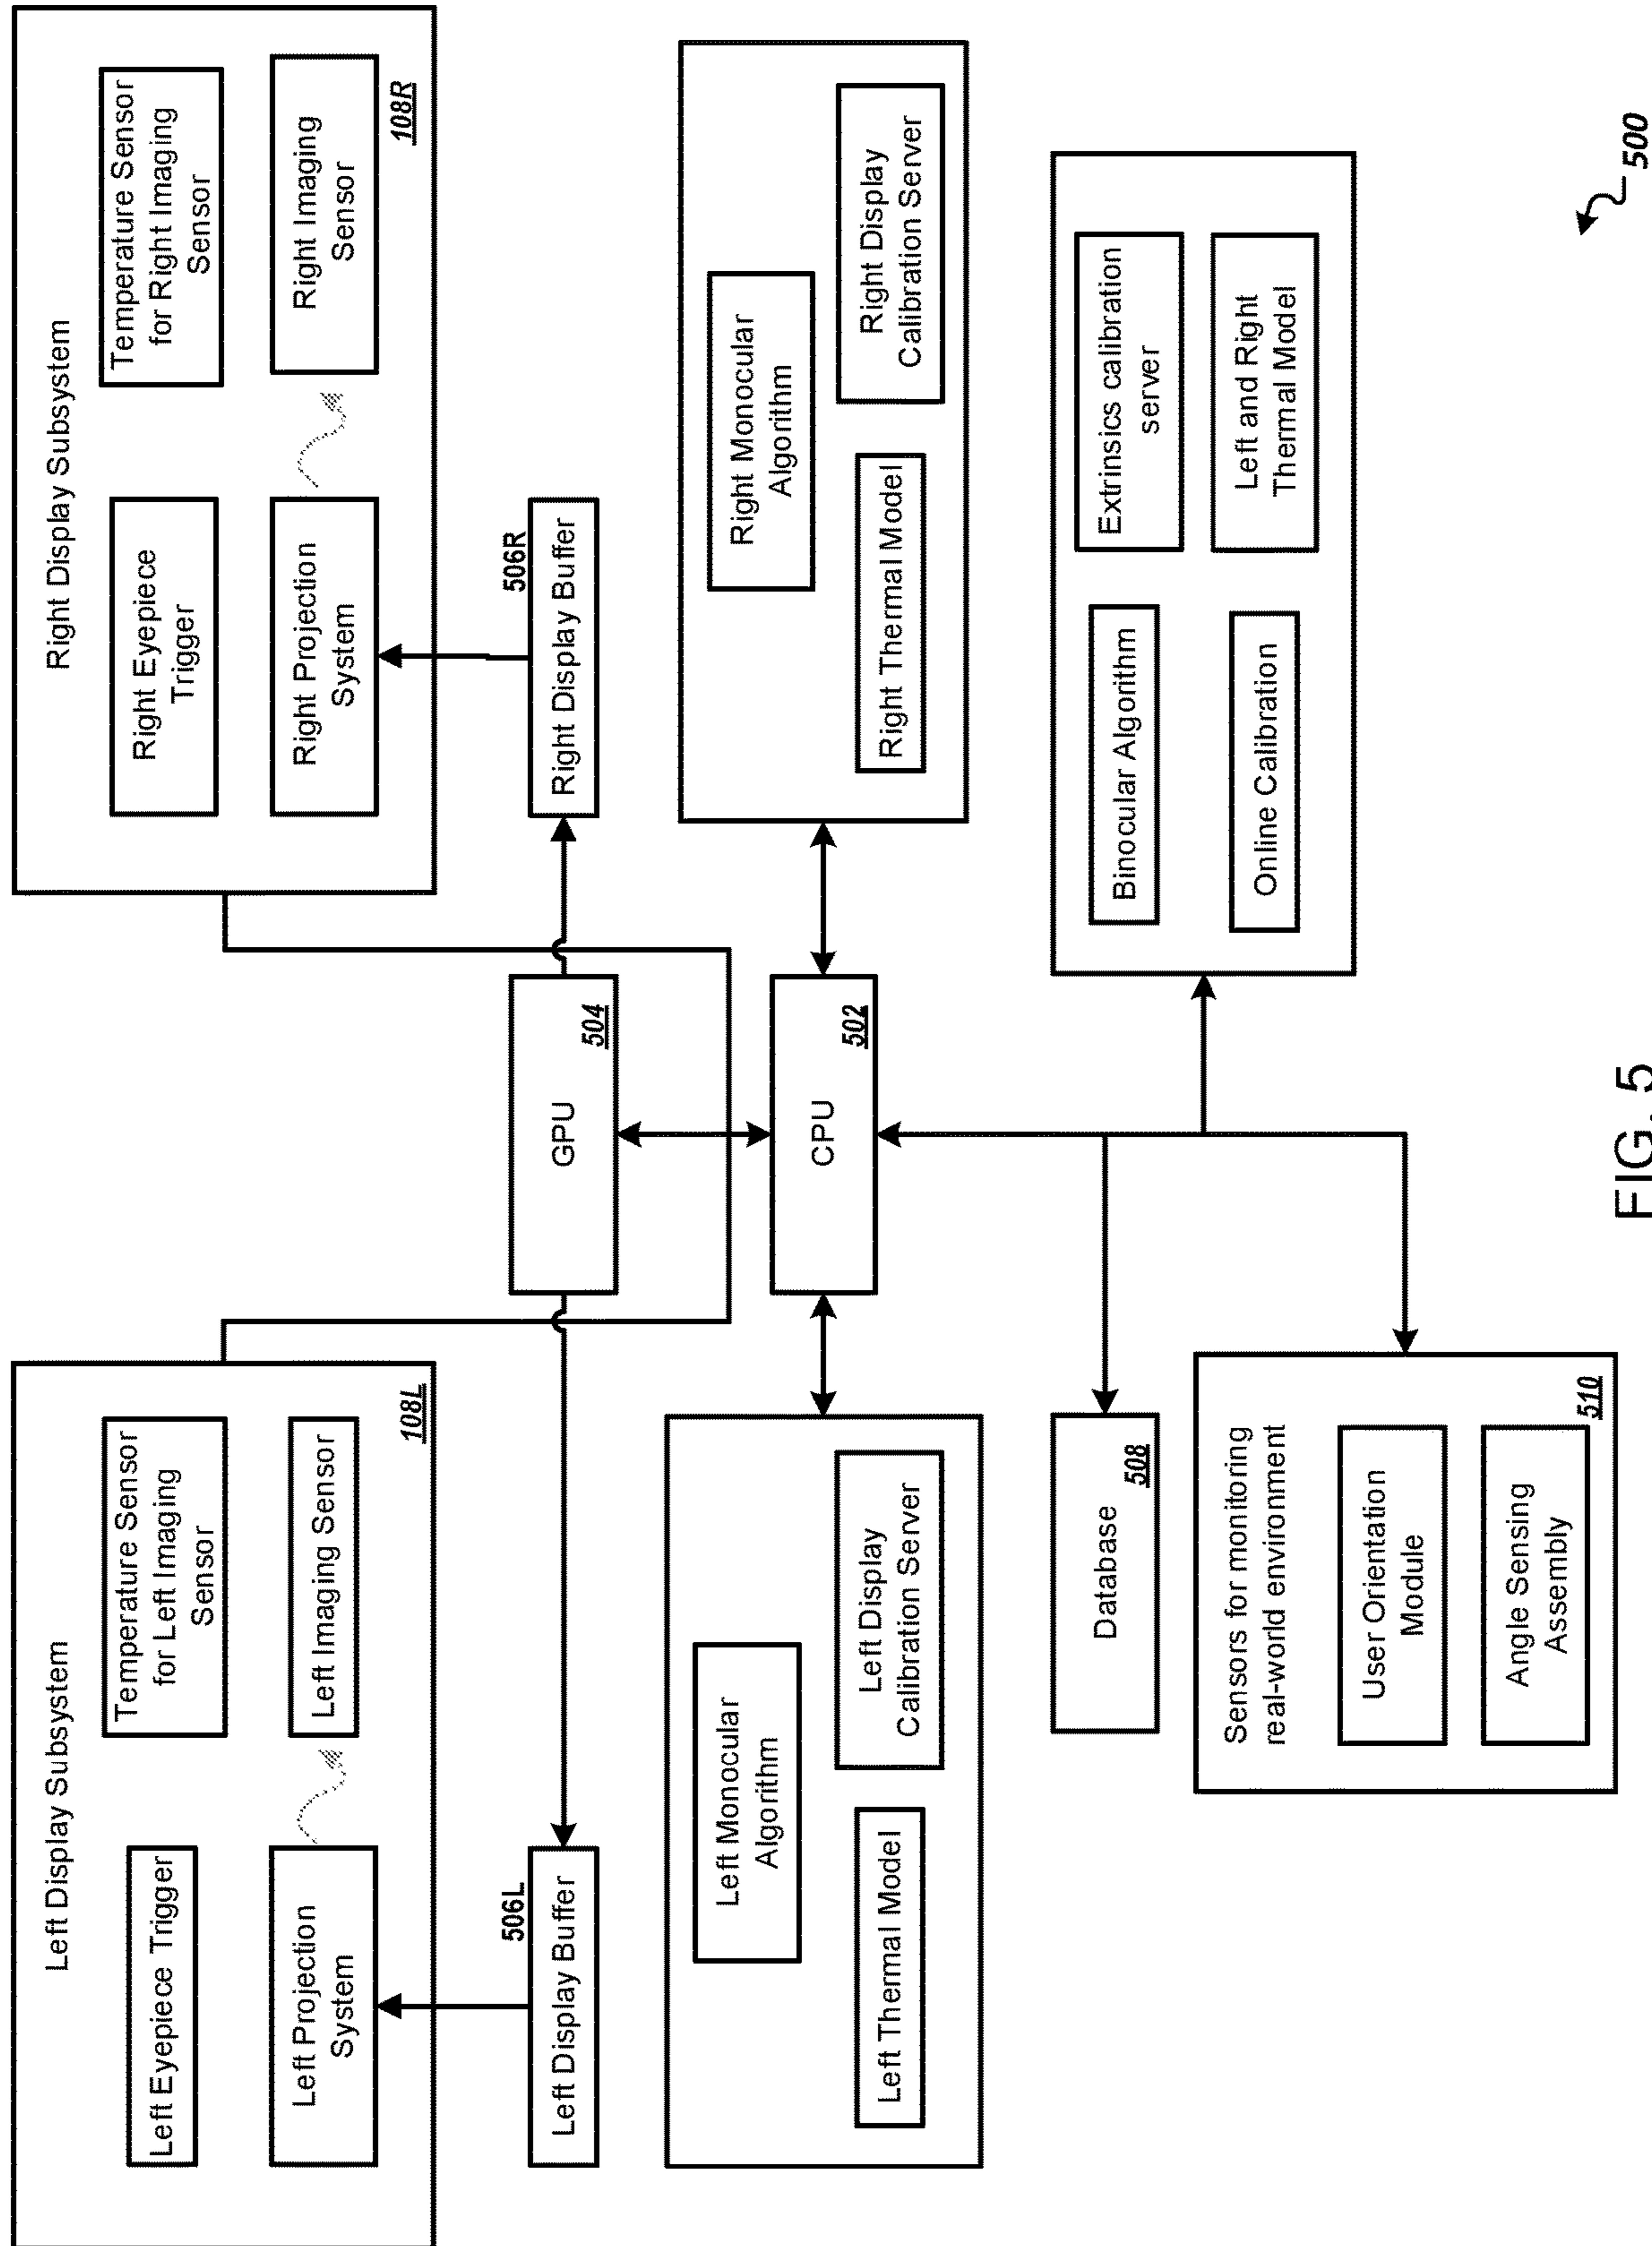 Left Display Subsystem
Left Eyepiece Trigger
Temperature Sensor
for Left Imaging
Sensor
Left Projection
System
Left Imaging Sensor
108L
Right Display Subsystem
Right Eyepiece
Trigger
Temperature Sensor
for Right Imaging
Sensor
Right Projection
System
Right Imaging
Sensor
108R
506L
Left Display Buffer
GPU
504
506R
Right Display Buffer
Left Monocular
Algorithm
Left Thermal Model
Left Display
Calibration Server
CPU
502
Right Monocular
Algorithm
Right Thermal Model
Right Display
Calibration Server
Database
508
Binocular Algorithm
Extrinsics calibration
server
Online Calibration
Left and Right
Thermal Model
Sensors for monitoring
real-world environment
User Orientation
Module
Angle Sensing
Assembly
510
500
FIG. 5